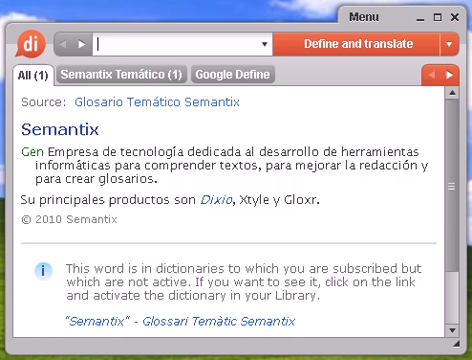 Menu
di
Define and translate
All (1) Semantix Temático (1) Google Define
Source: Glosario Temático Semantix
Semantix
Gen Empresa de tecnología dedicada al desarrollo de herramientas
informáticas para comprender textos, para mejorar la redacción y
para crear glosarios.
Su principales productos son Dixio, Xtyle y Gloxr.
© 2010 Semantix
This word is in dictionaries to which you are subscribed but
which are not active. If you want to see it, click on the link
and activate the dictionary in your Library.
"Semantix" - Glossari Temàtic Semantix